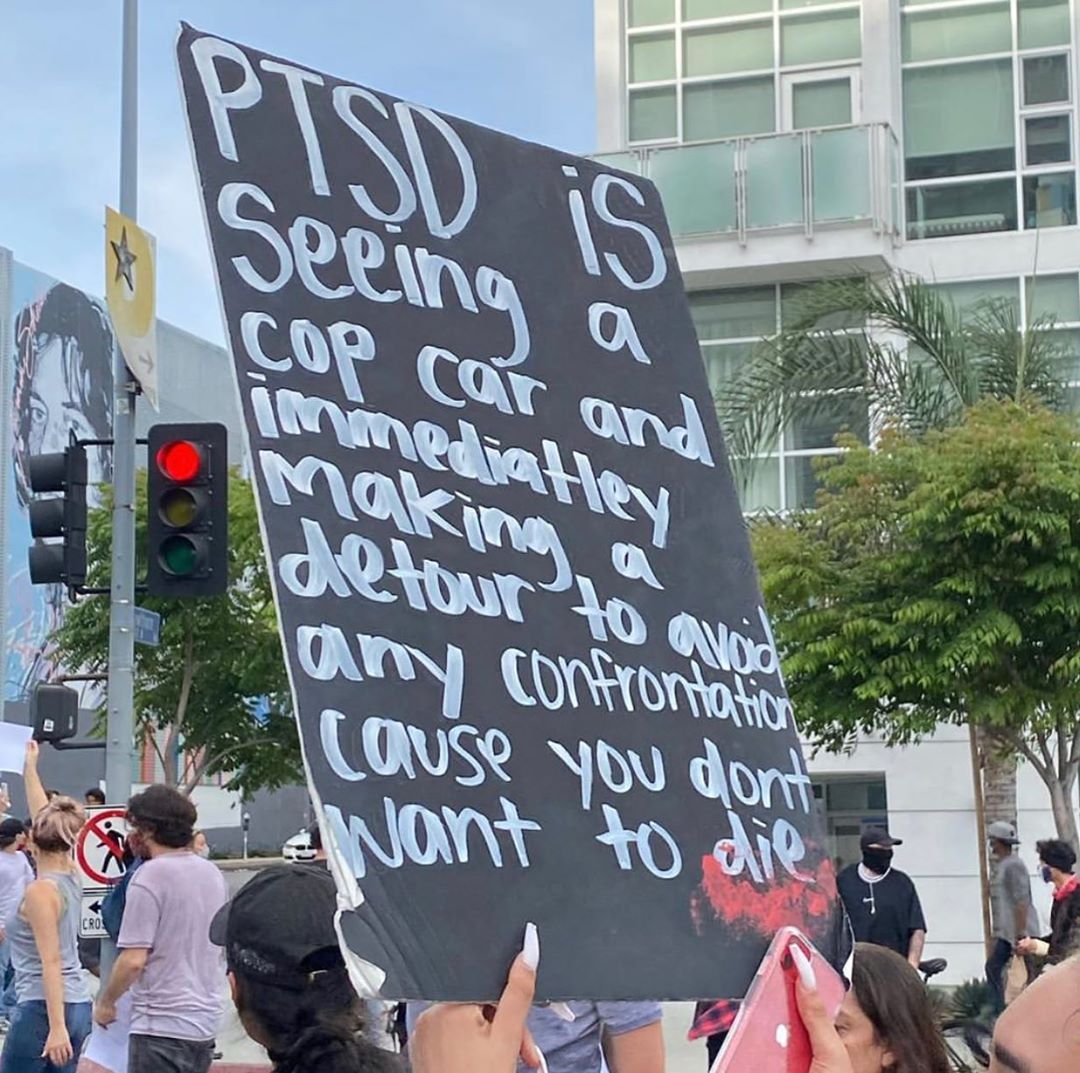 PTSD is
Seeing a
cop car and
immediatley
making a
detour to avoid
any confrontation
cause you dont
want to die
CROS